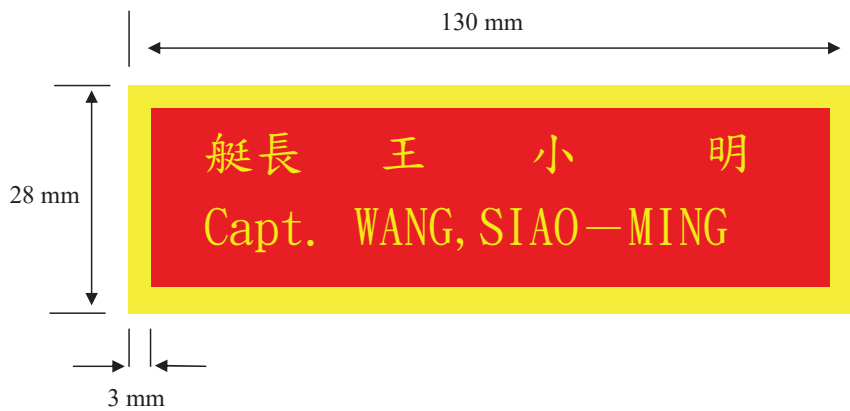 130 mm
艇長 王 小 明
28 mm
Capt. WANG,SIAO－MING
3 mm